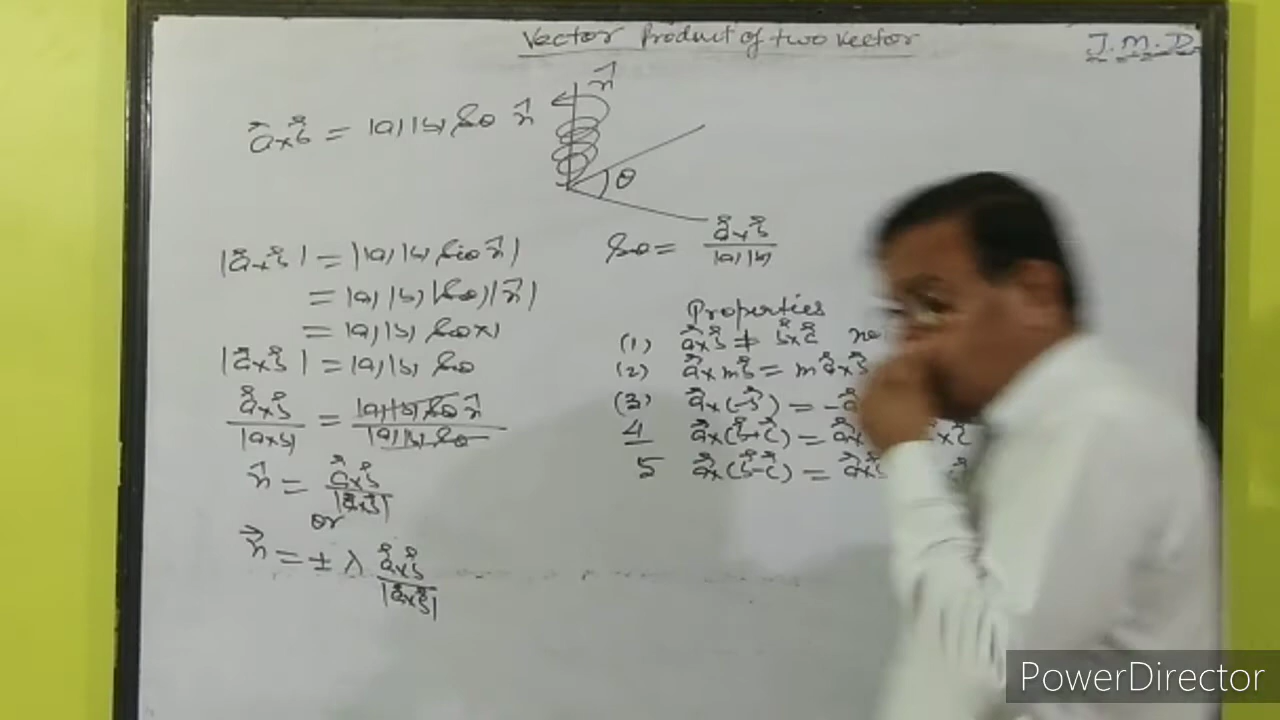 Vector Product of two vector
J.M.D.
a⃗×b⃗ = |a||b| sinθ n̂
n̂
θ
|a⃗×b⃗| = ||a||b| sinθ n̂|
= |a||b| |sinθ||n̂|
= |a||b| sinθ×1
|a⃗×b⃗| = |a||b| sinθ
a⃗×b⃗ / |a×b| = |a||b| sinθ n̂ / |a||b| sinθ
n̂ = a⃗×b⃗ / |a⃗×b⃗|
or
n⃗ = ± λ a⃗×b⃗ / |a⃗×b⃗|
sinθ = a⃗×b⃗ / |a||b|
Properties
(1) a⃗×b⃗ ≠ b⃗×a⃗
(2) a⃗×mb⃗ = m a⃗×b⃗
(3) a⃗×(-b⃗) = -a⃗
4 a⃗×(b⃗+c⃗) = a⃗× ×c⃗
5 a⃗×(b⃗-c⃗) = a⃗×b⃗
PowerDirector